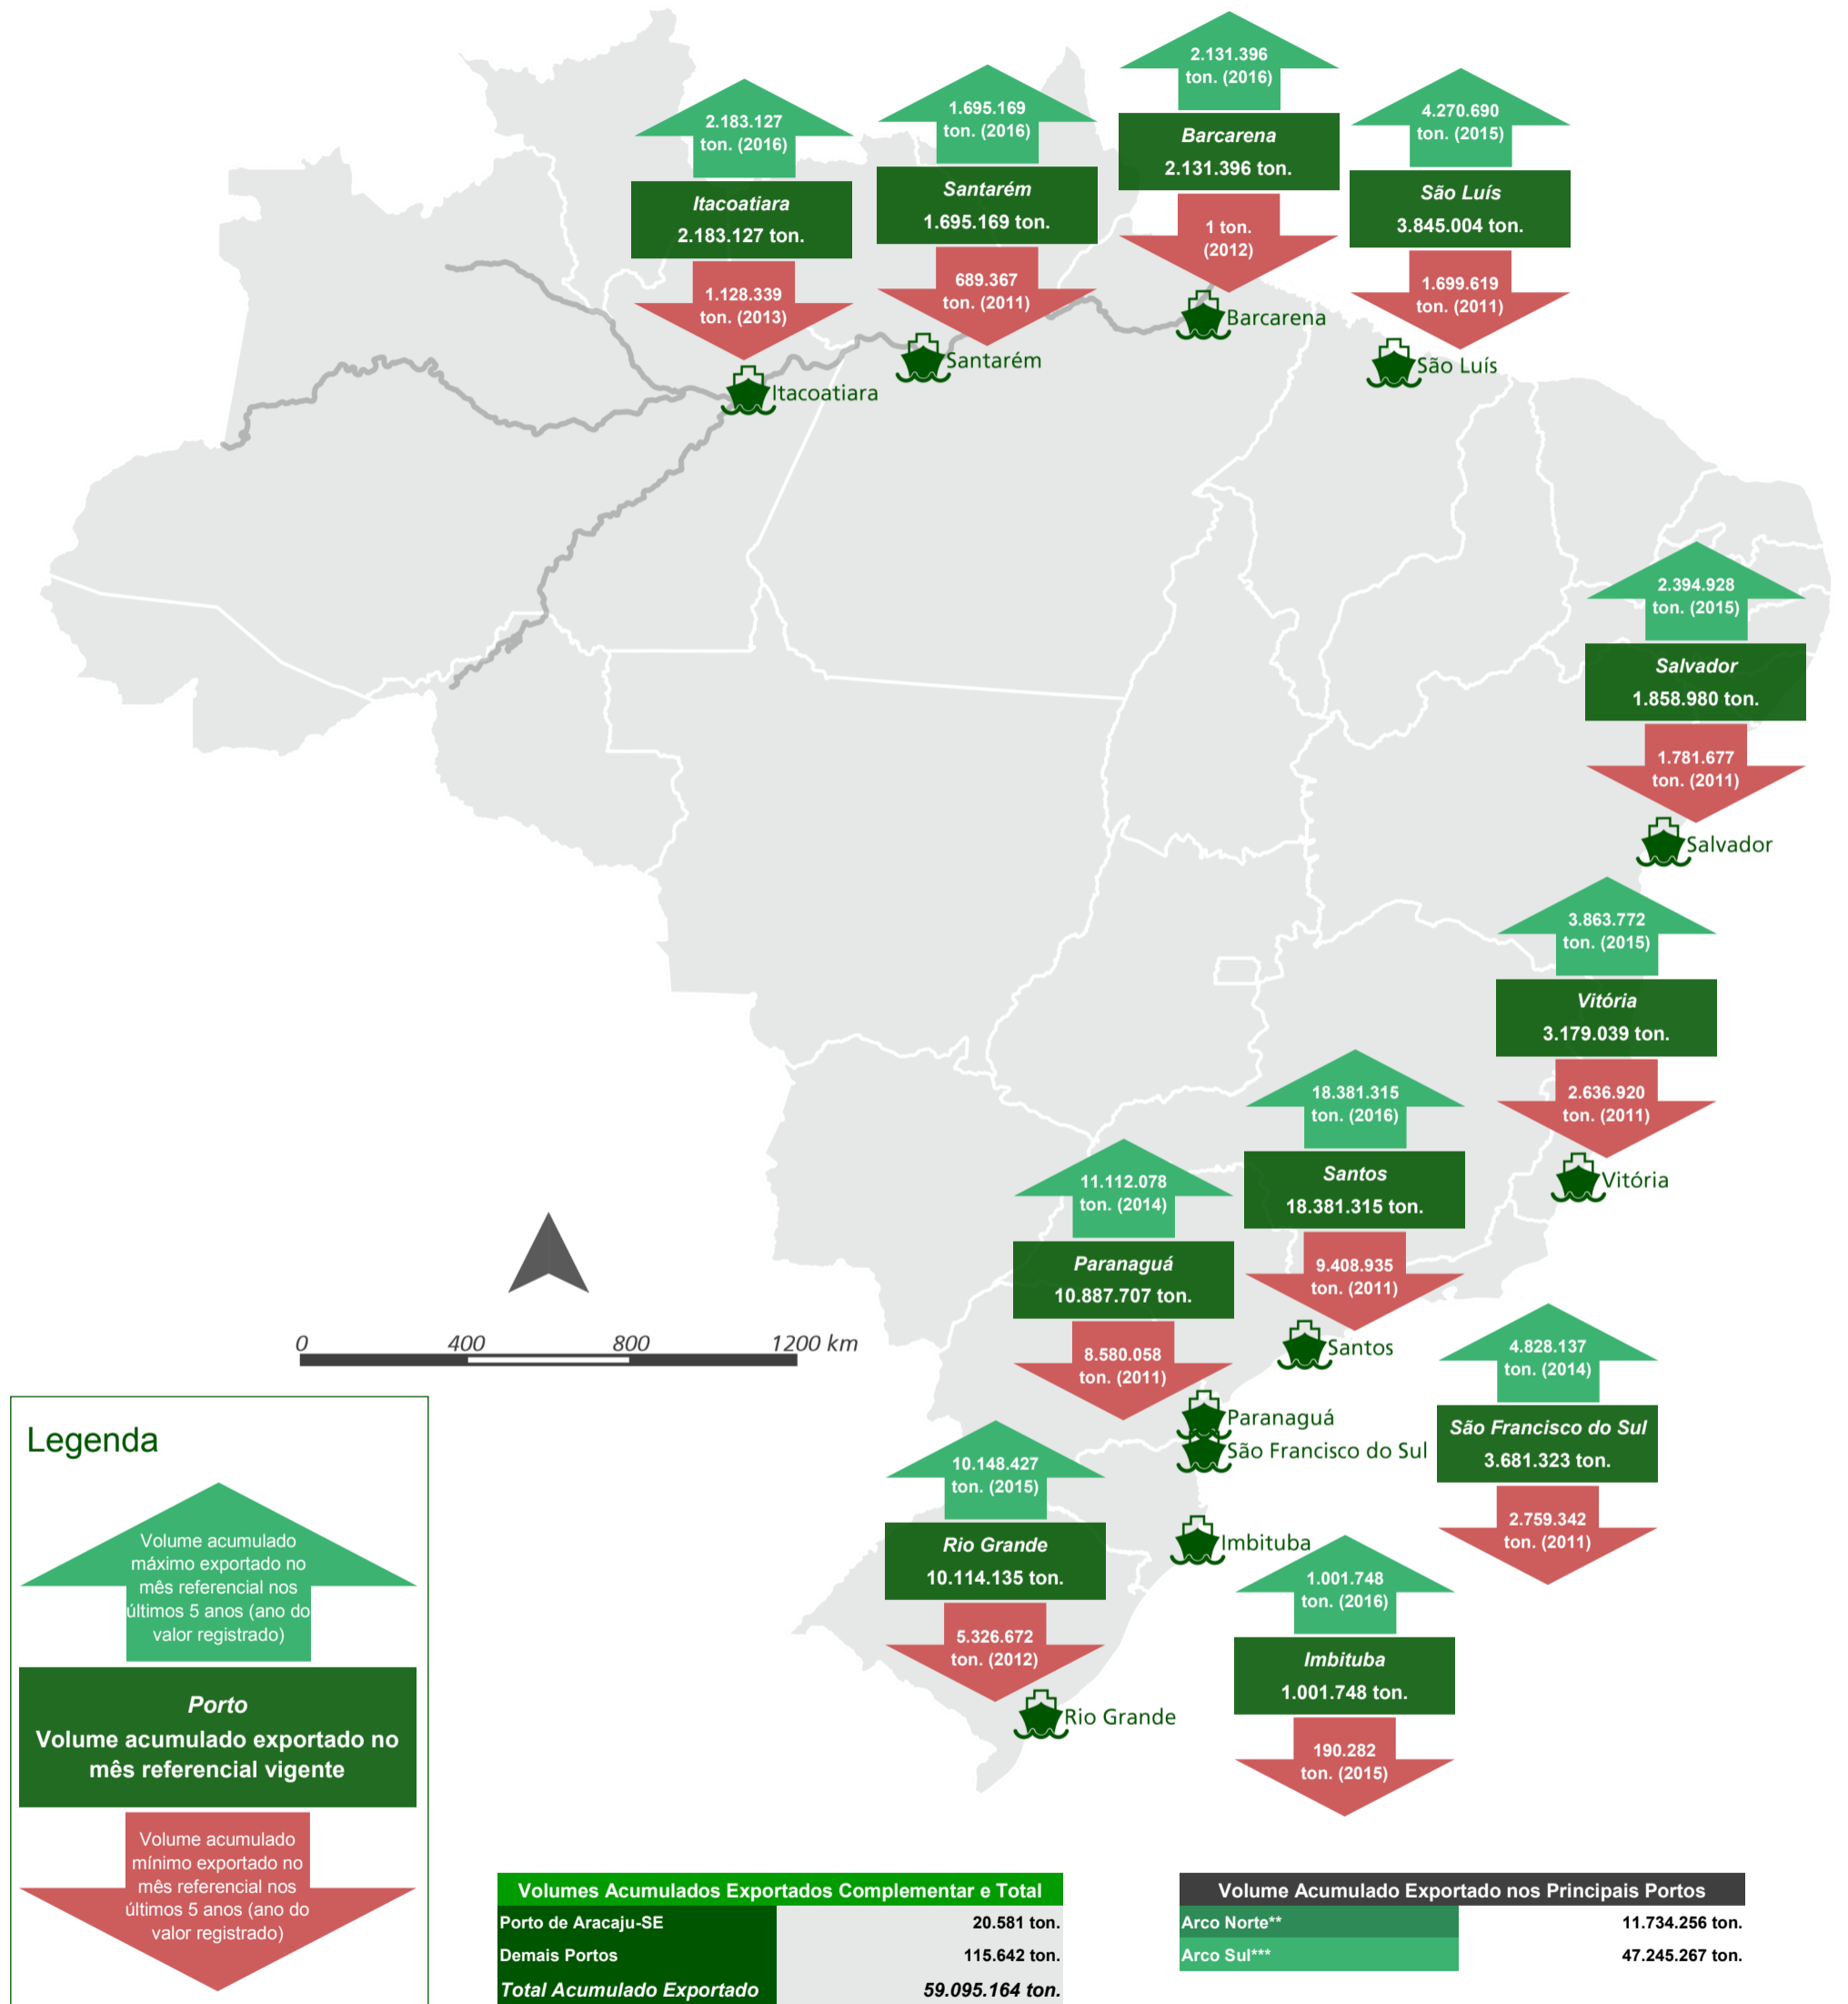 2.131.396
ton. (2016)
Barcarena
2.131.396 ton.
1 ton.
(2012)
Barcarena
4.270.690
ton. (2015)
São Luís
3.845.004 ton.
1.699.619
ton. (2011)
São Luís
1.695.169
ton. (2016)
Santarém
1.695.169 ton.
689.367
ton. (2011)
Santarém
2.183.127
ton. (2016)
Itacoatiara
2.183.127 ton.
1.128.339
ton. (2013)
Itacoatiara
2.394.928
ton. (2015)
Salvador
1.858.980 ton.
1.781.677
ton. (2011)
Salvador
3.863.772
ton. (2015)
Vitória
3.179.039 ton.
2.636.920
ton. (2011)
Vitória
18.381.315
ton. (2016)
Santos
18.381.315 ton.
9.408.935
ton. (2011)
Santos
11.112.078
ton. (2014)
Paranaguá
10.887.707 ton.
8.580.058
ton. (2011)
Paranaguá
São Francisco do Sul
4.828.137
ton. (2014)
São Francisco do Sul
3.681.323 ton.
2.759.342
ton. (2011)
10.148.427
ton. (2015)
Rio Grande
10.114.135 ton.
5.326.672
ton. (2012)
Rio Grande
Imbituba
1.001.748
ton. (2016)
Imbituba
1.001.748 ton.
190.282
ton. (2015)
0 400 800 1200 km
Legenda
Volume acumulado
máximo exportado no
mês referencial nos
últimos 5 anos (ano do
valor registrado)
Porto
Volume acumulado exportado no
mês referencial vigente
Volume acumulado
mínimo exportado no
mês referencial nos
últimos 5 anos (ano do
valor registrado)
Volumes Acumulados Exportados Complementar e Total
Porto de Aracaju-SE 20.581 ton.
Demais Portos 115.642 ton.
Total Acumulado Exportado 59.095.164 ton.
Volume Acumulado Exportado nos Principais Portos
Arco Norte** 11.734.256 ton.
Arco Sul*** 47.245.267 ton.